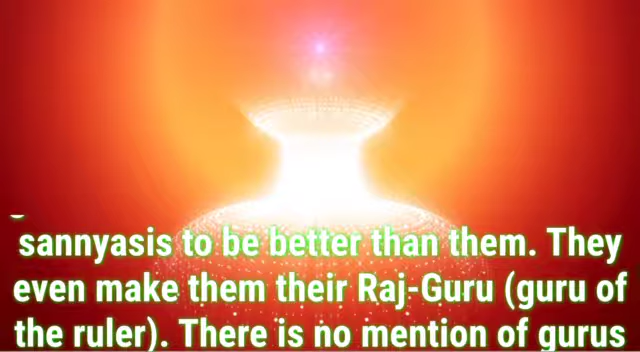 sannyasis to be better than them. They
even make them their Raj-Guru (guru of
the ruler). There is no mention of gurus